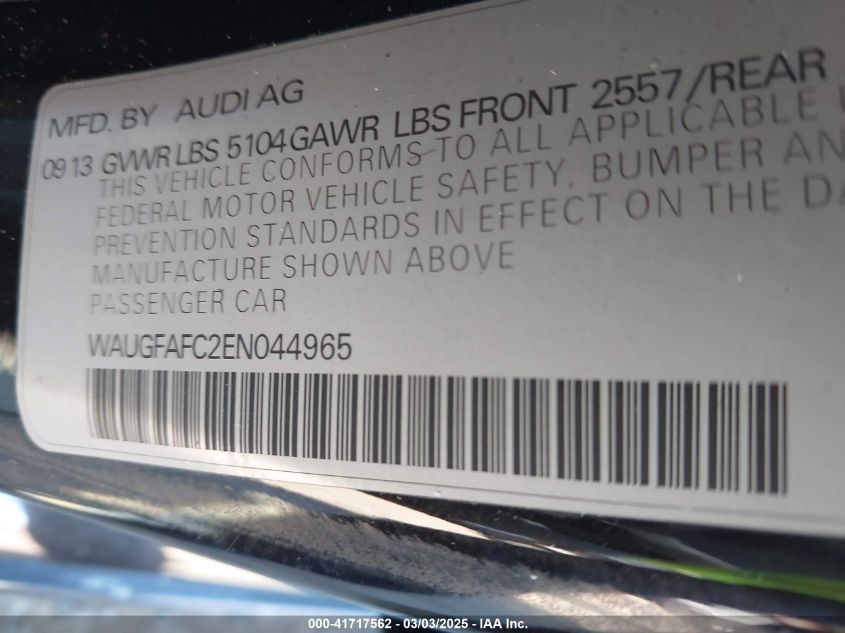 MFD. BY AUDI AG
09 13 GVWR LBS 5104 GAWR LBS FRONT 2557/REAR
THIS VEHICLE CONFORMS TO ALL APPLICABLE
FEDERAL MOTOR VEHICLE SAFETY, BUMPER AN
PREVENTION STANDARDS IN EFFECT ON THE DA
MANUFACTURE SHOWN ABOVE
PASSENGER CAR
WAUGFAFC2EN044965
000-41717562 - 03/03/2025 - IAA Inc.